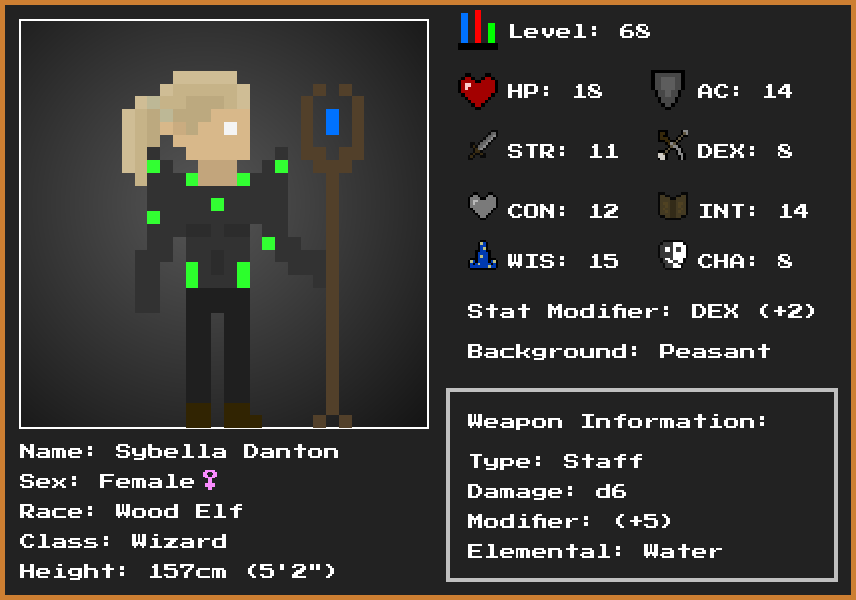 Level: 68
HP: 18
AC: 14
STR: 11
DEX: 8
CON: 12
INT: 14
WIS: 15
CHA: 8
Stat Modifier: DEX (+2)
Background: Peasant
Weapon Information:
Type: Staff
Damage: d6
Modifier: (+5)
Elemental: Water
Name: Sybella Danton
Sex: Female♀
Race: Wood Elf
Class: Wizard
Height: 157cm (5'2")